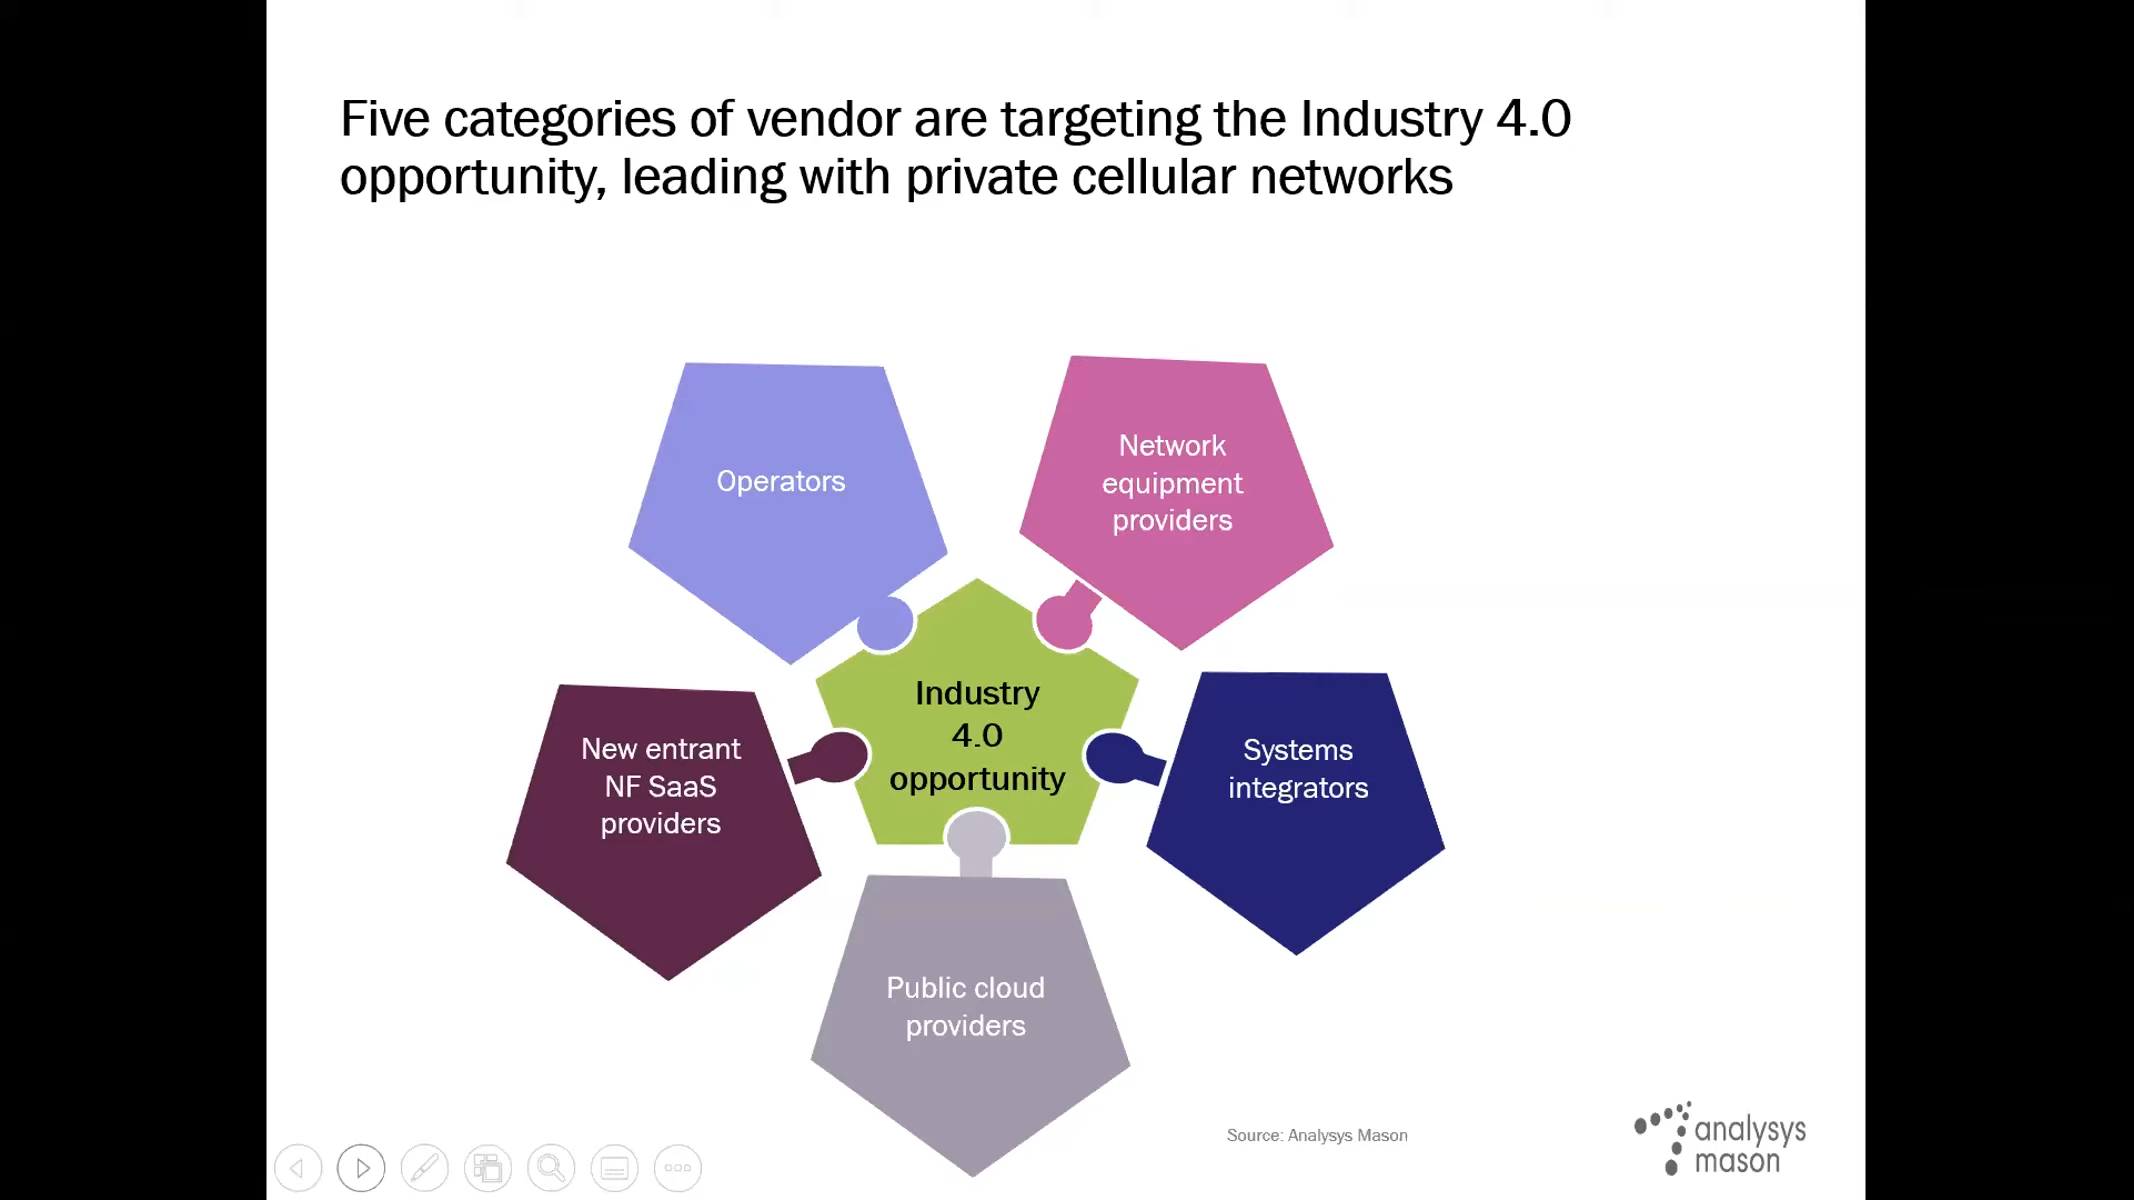 Five categories of vendor are targeting the Industry 4.0
opportunity, leading with private cellular networks
Operators
Network
equipment
providers
Industry
4.0
opportunity
New entrant
NF SaaS
providers
Systems
integrators
Public cloud
providers
Source: Analysys Mason
analysys
mason